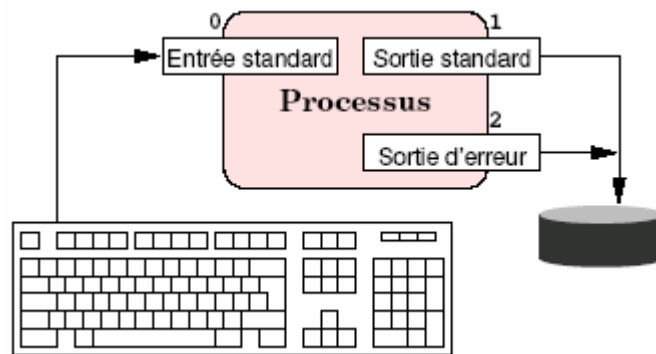 0
1
Entrée standard
Sortie standard
Processus
2
Sortie d'erreur